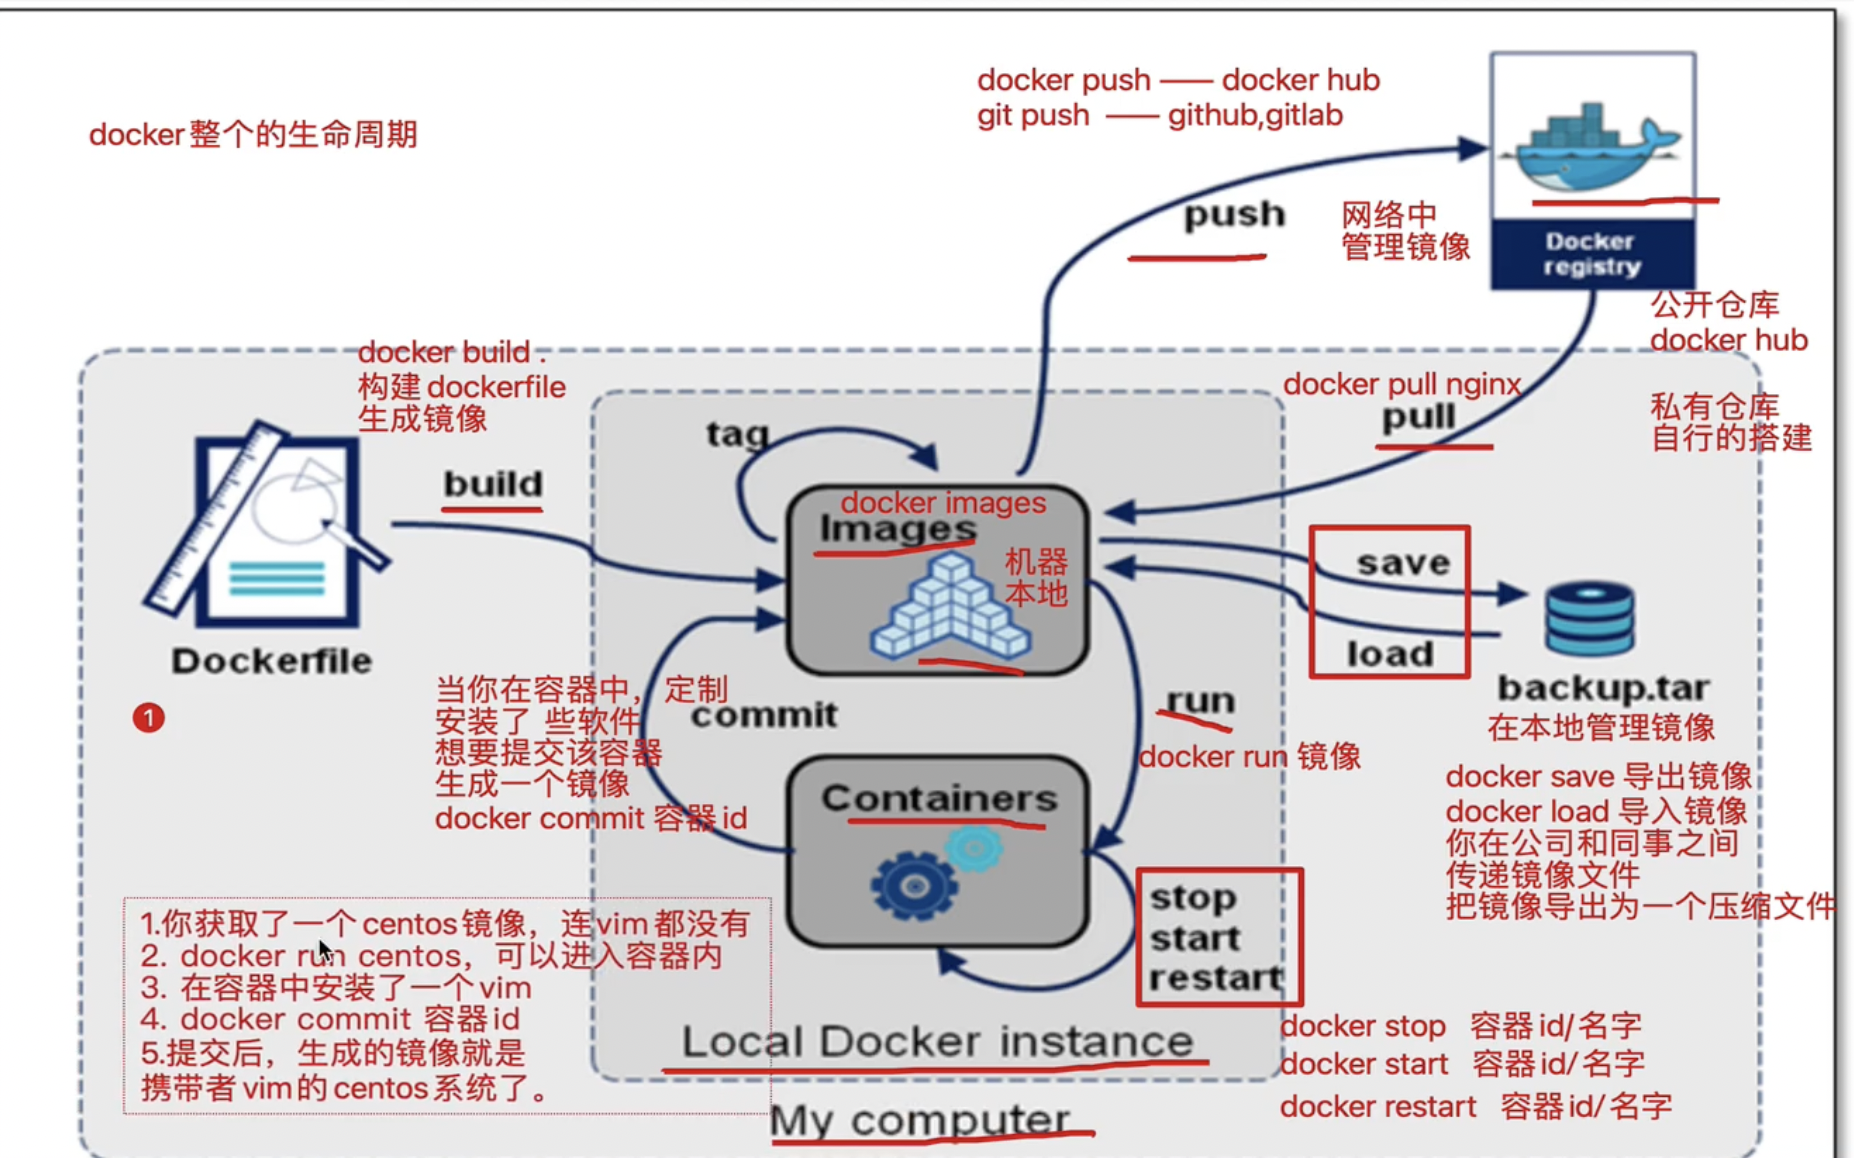 docker push —— docker hub
git push —— github,gitlab
docker整个的生命周期
push
网络中
管理镜像
Docker
registry
公开仓库
docker hub
私有仓库
自行的搭建
docker build .
构建 dockerfile
生成镜像
docker pull nginx
pull
tag
build
docker images
Images
机器
本地
save
load
Dockerfile
backup.tar
在本地管理镜像
1
当你在容器中，定制
安装了 些软件
想要提交该容器
生成一个镜像
docker commit 容器id
commit
run
docker run 镜像
docker save 导出镜像
docker load 导入镜像
你在公司和同事之间
传递镜像文件
把镜像导出为一个压缩文件
Containers
stop
start
restart
1.你获取了一个centos镜像，连vim都没有
2. docker run centos，可以进入容器内
3. 在容器中安装了一个vim
4. docker commit 容器id
5.提交后，生成的镜像就是
携带者vim的centos系统了。
Local Docker instance
docker stop 容器id/名字
docker start 容器id/名字
docker restart 容器id/名字
My computer